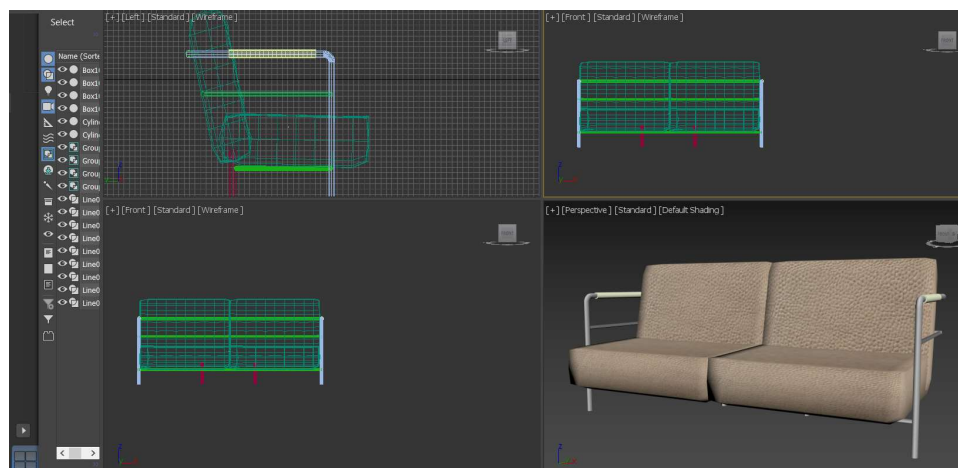 Select
[+] [Left] [Standard] [Wireframe]
[+] [Front] [Standard] [Wireframe]
Name (Sorte
Box1
Box1
Box1
Box1
Cylin
Cylin
Grou
Grou
Grou
Grou
Line0
Line0
Line0
Line0
Line0
Line0
Line0
Line0
Line0
[+] [Front] [Standard] [Wireframe]
[+] [Perspective] [Standard] [Default Shading]